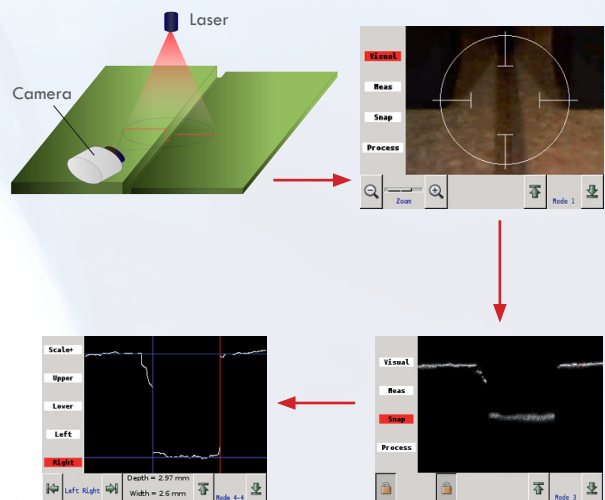 Laser
Camera
Visual
Meas
Snap
Process
Zoom
Mode 1
Visual
Meas
Snap
Process
Mode 3
Scale+
Upper
Lower
Left
Right
Left Right
Depth = 2.97 mm
Width = 2.6 mm
Mode 4-4